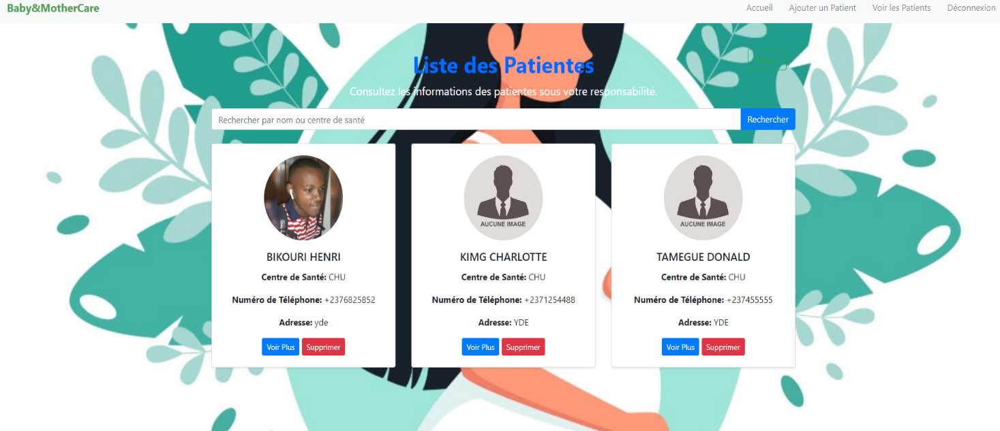 Baby&MotherCare
Accueil Ajouter un Patient Voir les Patients Déconnexion
Liste des Patientes
Consultez les informations des patientes sous votre responsabilité.
Rechercher par nom ou centre de santé Rechercher
AUCUNE IMAGE AUCUNE IMAGE
BIKOURI HENRI KIMG CHARLOTTE TAMEGUE DONALD
Centre de Santé: CHU Centre de Santé: CHU Centre de Santé: CHU
Numéro de Téléphone: +2376825852 Numéro de Téléphone: +2371254488 Numéro de Téléphone: +237455555
Adresse: yde Adresse: YDE Adresse: YDE
Voir Plus Supprimer Voir Plus Supprimer Voir Plus Supprimer